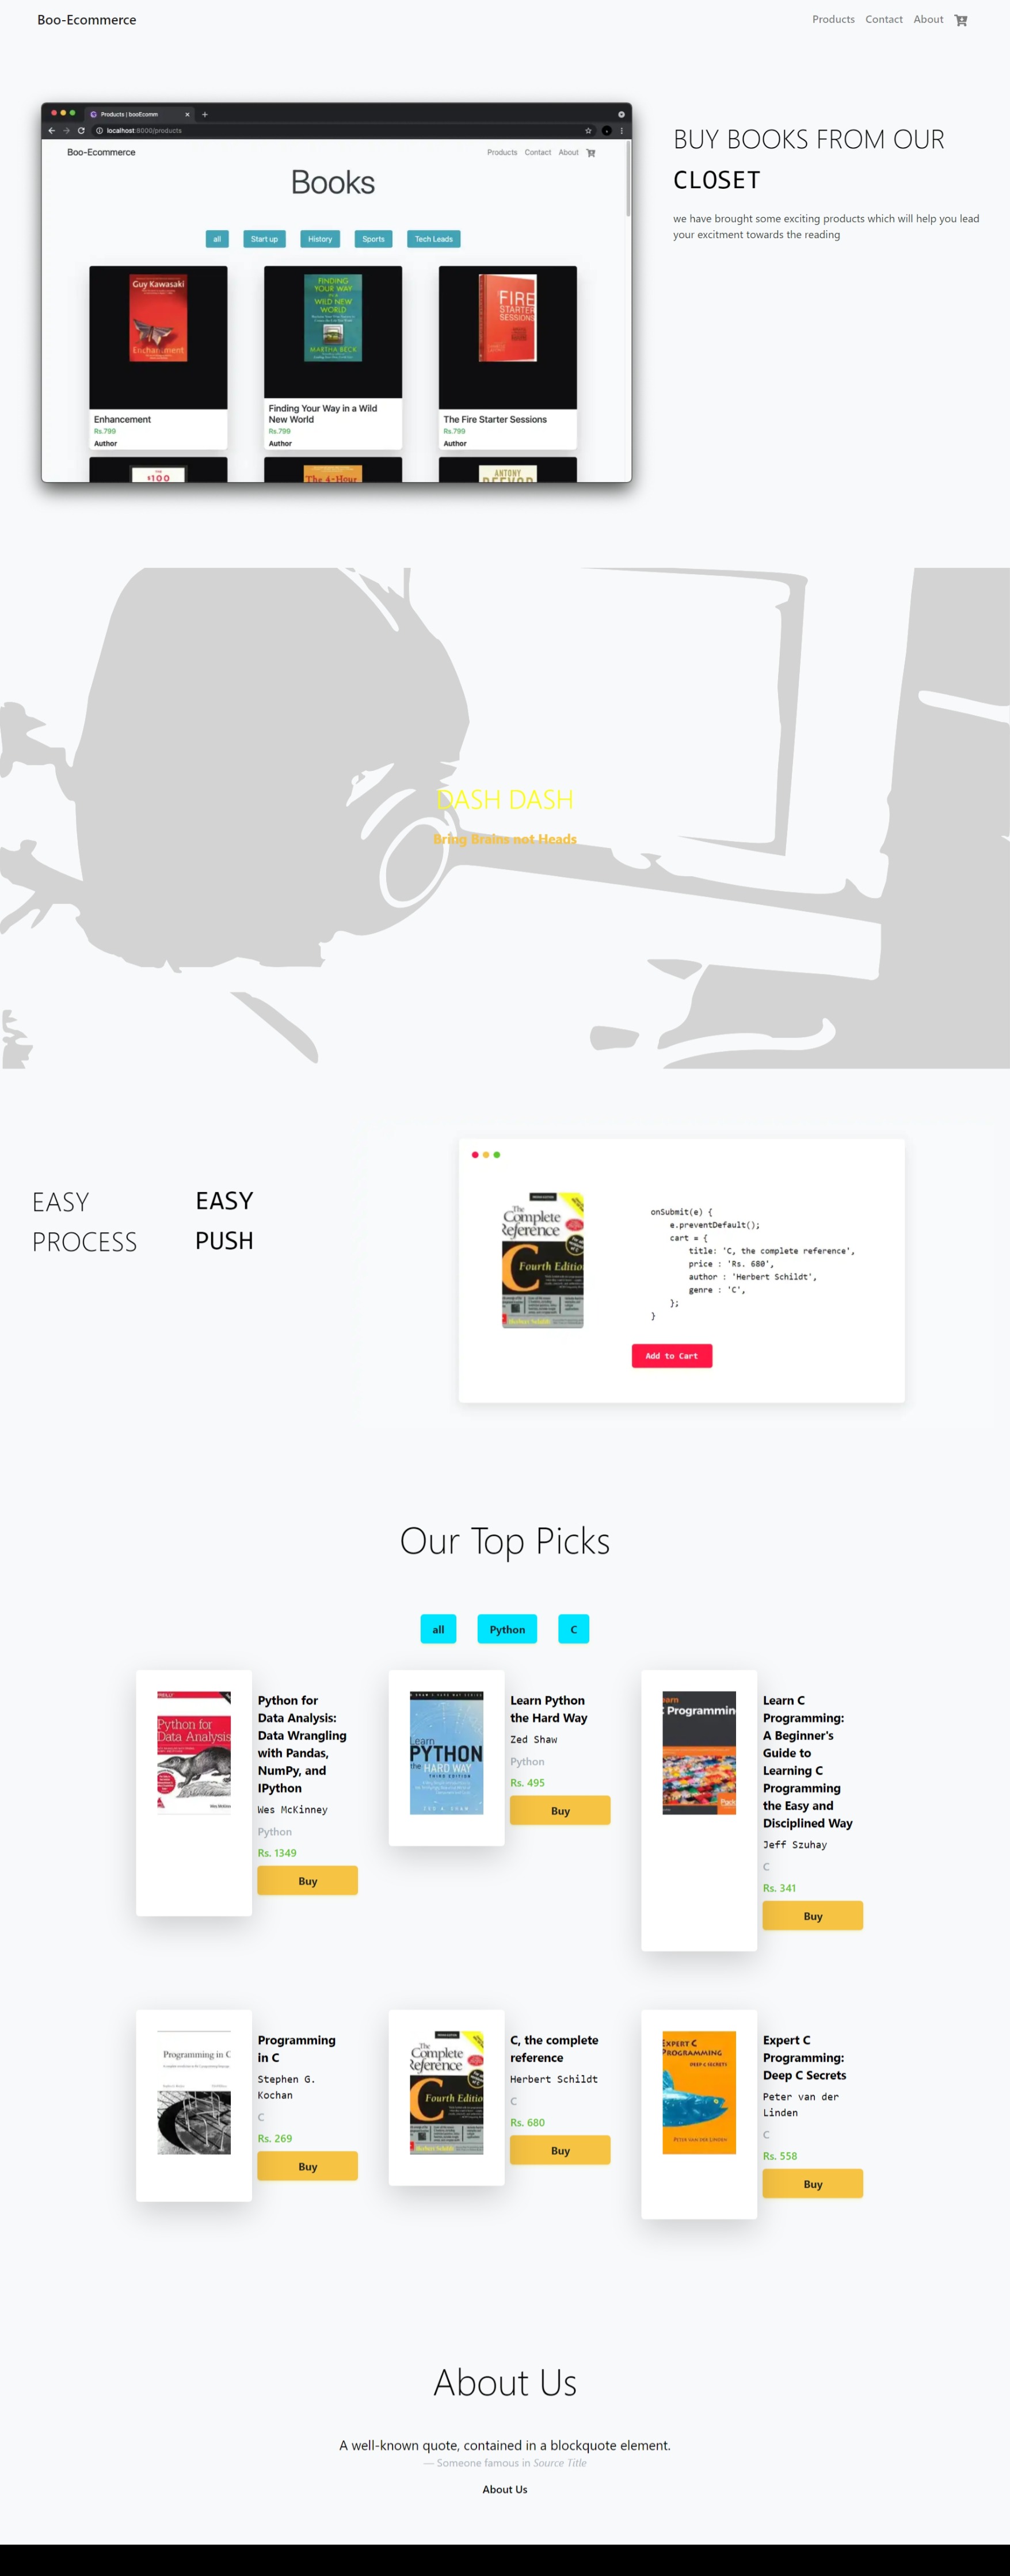 Boo-Ecommerce
Products Contact About
Products | booEcomm
localhost:8000/products
Boo-Ecommerce
Products Contact About
Books
all Start up History Sports Tech Leads
Guy Kawasaki
Enchantment
FINDING
YOUR WAY
WILD NEW
WORLD
MARTHA BECK
FIRE
STARTER
SESSIONS
Enhancement
Rs.799
Author
Finding Your Way in a Wild
New World
Rs.799
Author
The Fire Starter Sessions
Rs.799
Author
$100
The 4-Hour
ANTONY
BUY BOOKS FROM OUR
CLOSET
we have brought some exciting products which will help you lead
your excitment towards the reading
DASH DASH
Bring Brains not Heads
EASY
PROCESS
EASY
PUSH
The
Complete
Reference
C
Fourth Editio
Herbert Schildt
onSubmit(e) {
e.preventDefault();
cart = {
title: 'C, the complete reference',
price : 'Rs. 680',
author : 'Herbert Schildt',
genre : 'C',
};
}
Add to Cart
Our Top Picks
all Python C
Python for
Data Analysis
Python for
Data Analysis:
Data Wrangling
with Pandas,
NumPy, and
IPython
Wes McKinney
Python
Rs. 1349
Buy
Learn
PYTHON
the HARD WAY
THIRD EDITION
ZED A. SHAW
Learn Python
the Hard Way
Zed Shaw
Python
Rs. 495
Buy
earn
C Programmin
Learn C
Programming:
A Beginner's
Guide to
Learning C
Programming
the Easy and
Disciplined Way
Jeff Szuhay
C
Rs. 341
Buy
Programming in C
Programming
in C
Stephen G.
Kochan
C
Rs. 269
Buy
Complete
Reference
C
Fourth Editio
C, the complete
reference
Herbert Schildt
C
Rs. 680
Buy
EXPERT C
PROGRAMMING
DEEP C SECRETS
PETER VAN DER LINDEN
Expert C
Programming:
Deep C Secrets
Peter van der
Linden
C
Rs. 558
Buy
About Us
A well-known quote, contained in a blockquote element.
— Someone famous in Source Title
About Us